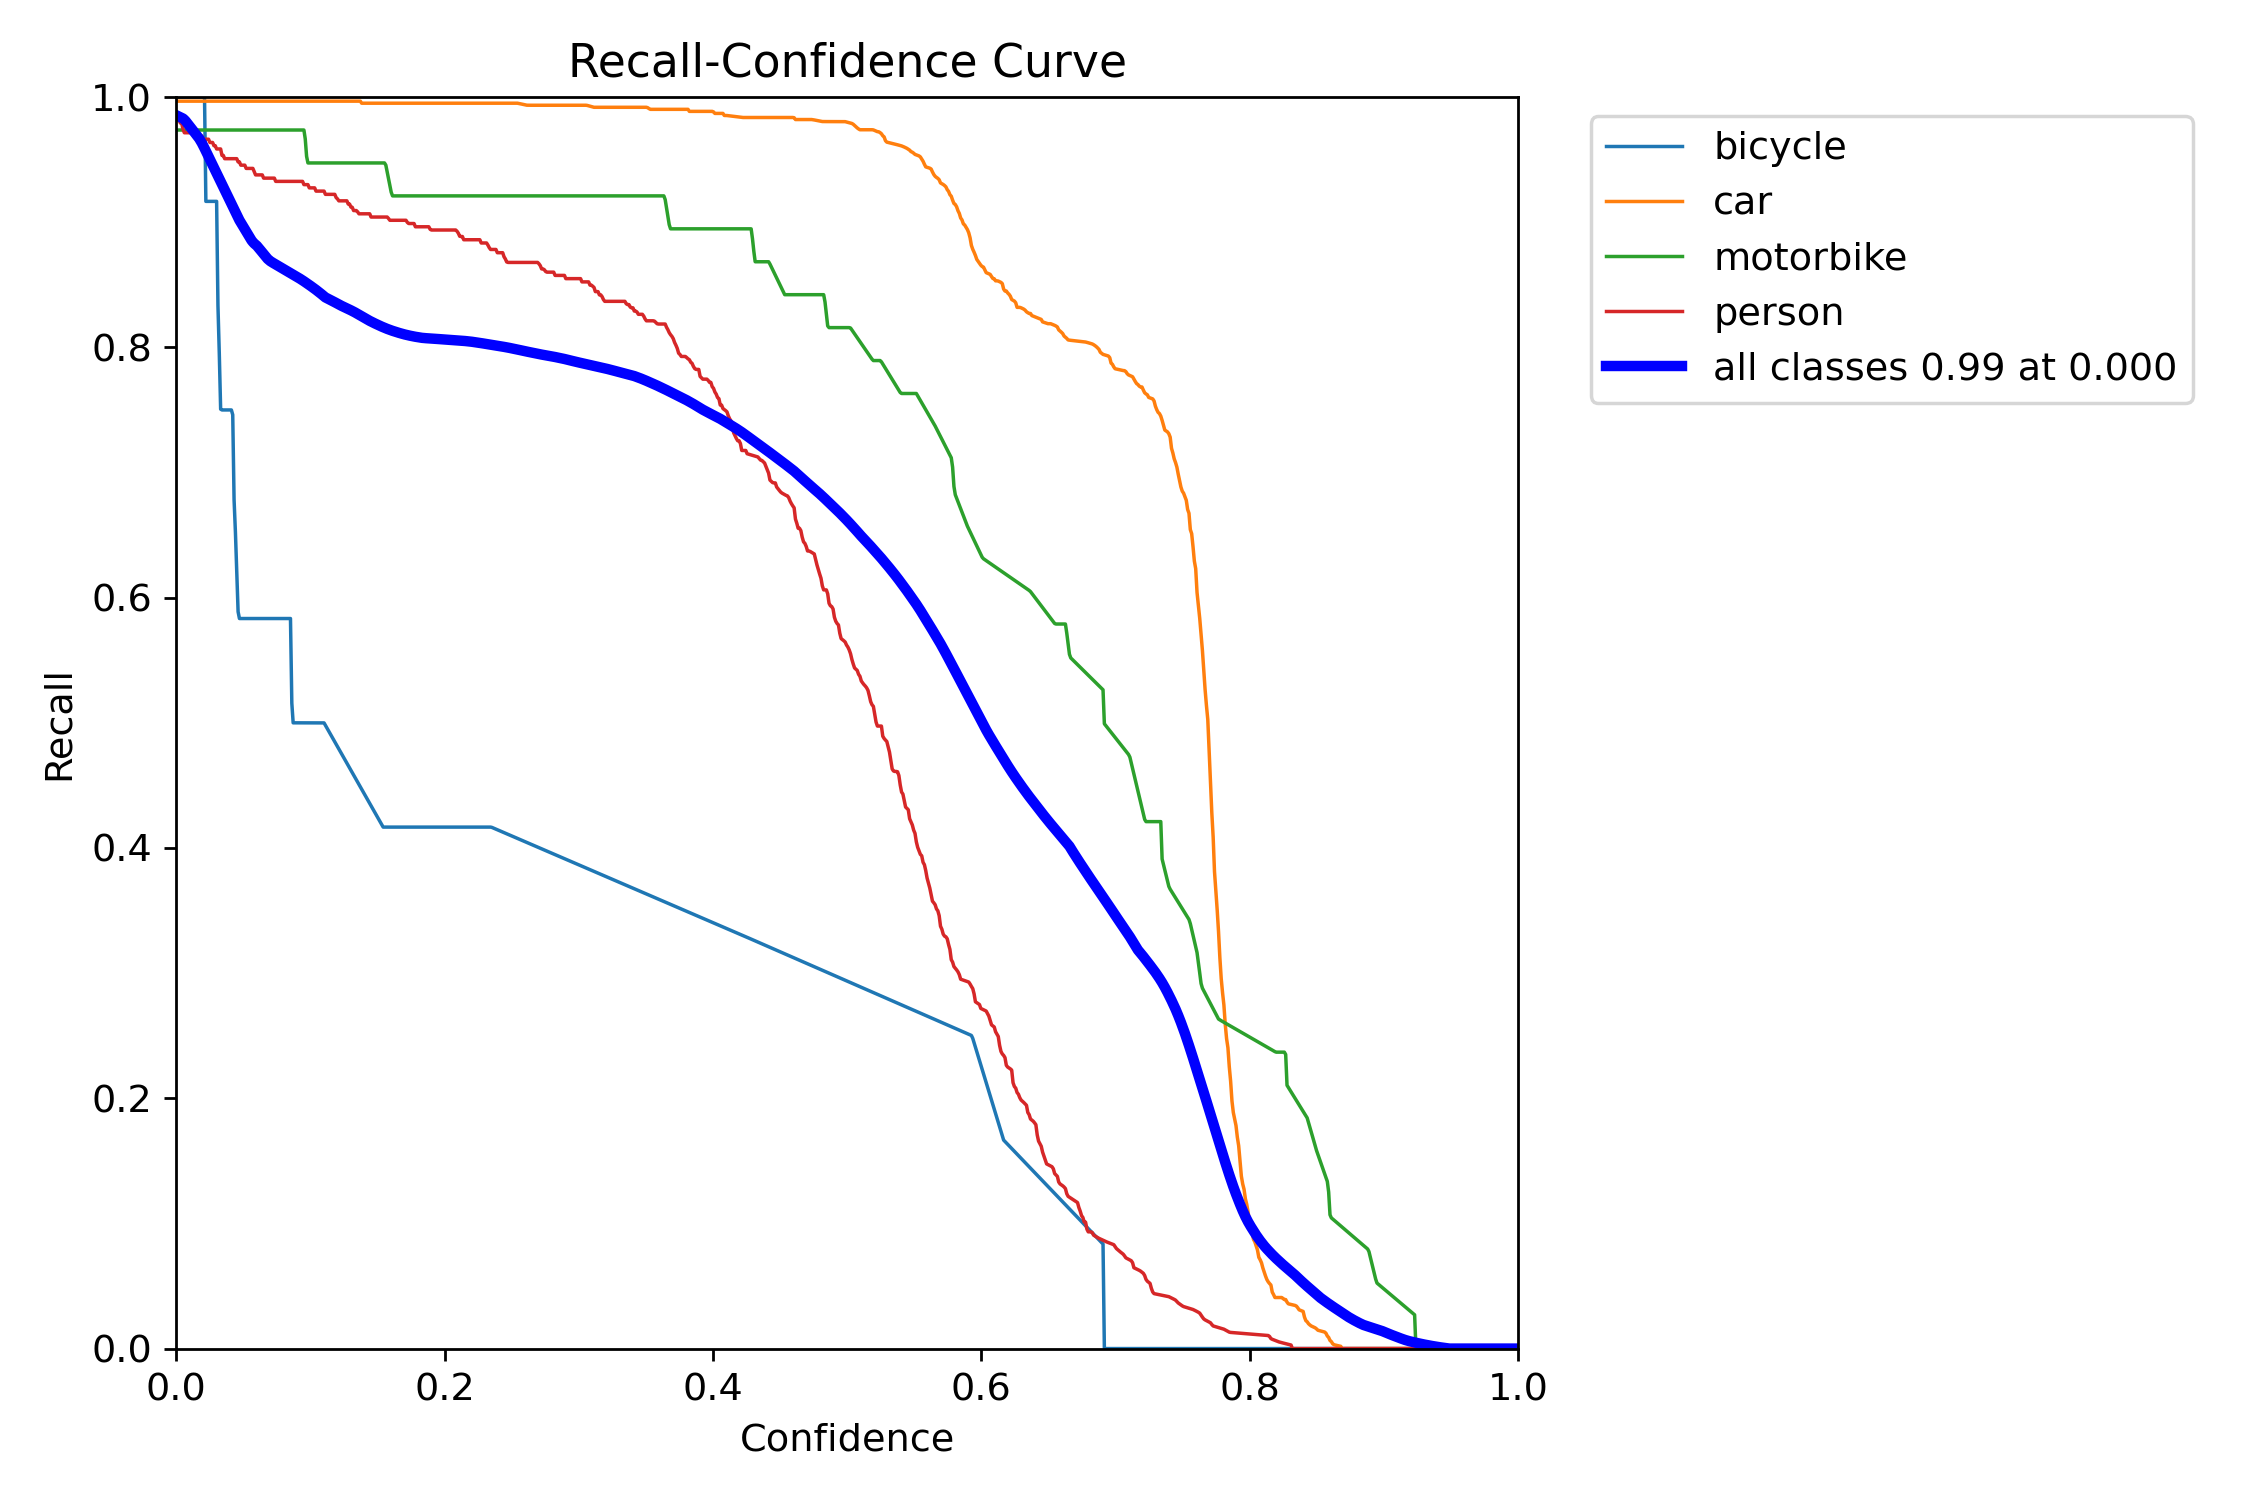 Recall-Confidence Curve
1.0
0.8
0.6
0.4
0.2
0.0
Recall
0.0 0.2 0.4 0.6 0.8 1.0
Confidence
bicycle
car
motorbike
person
all classes 0.99 at 0.000